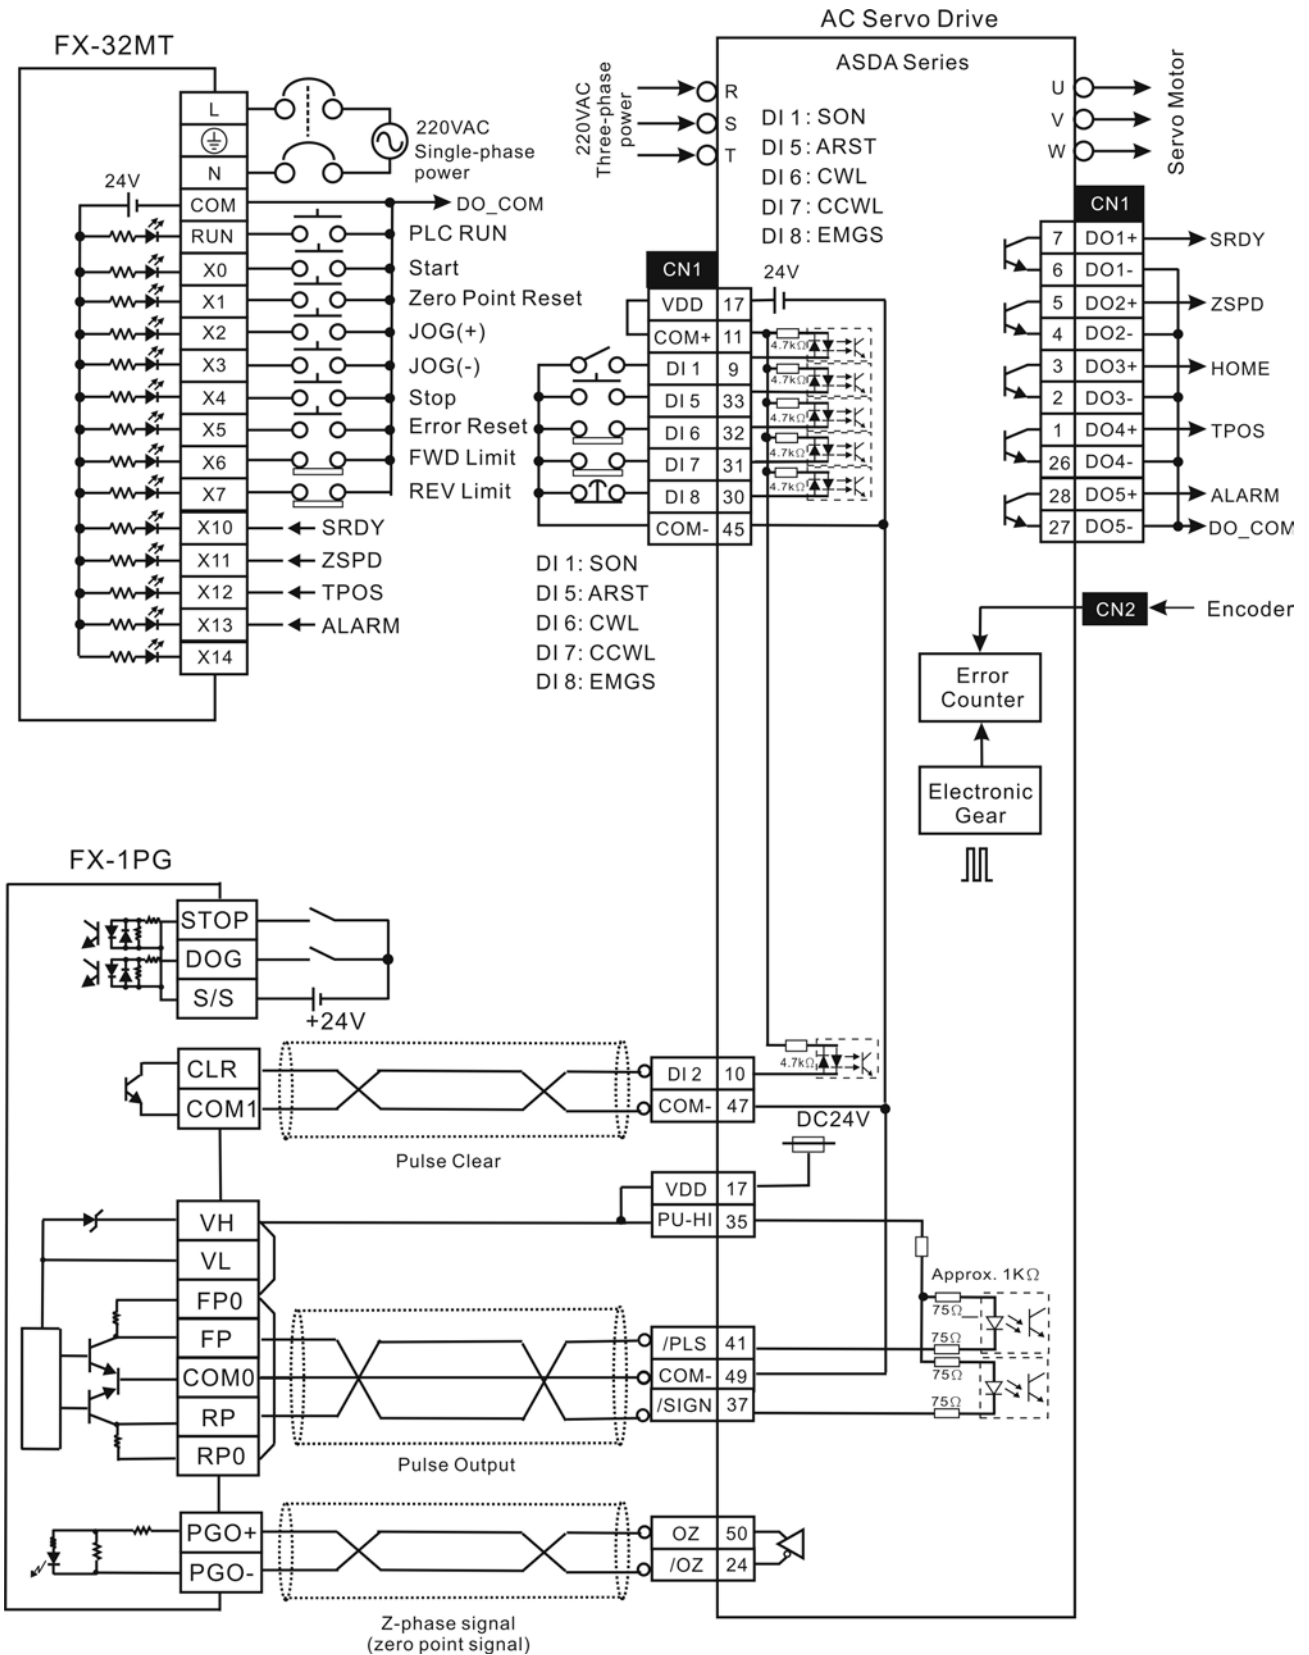 AC Servo Drive
FX-32MT
ASDA Series
L
N
220VAC
Single-phase
power
24V
COM
DO_COM
RUN
PLC RUN
X0
Start
X1
Zero Point Reset
X2
JOG(+)
X3
JOG(-)
X4
Stop
X5
Error Reset
X6
FWD Limit
X7
REV Limit
X10
SRDY
X11
ZSPD
X12
TPOS
X13
ALARM
X14
220VAC
Three-phase
power
R
S
T
DI 1: SON
DI 5: ARST
DI 6: CWL
DI 7: CCWL
DI 8: EMGS
U
V
W
Servo Motor
CN1
VDD 17
24V
COM+ 11
4.7kΩ
DI 1 9
4.7kΩ
DI 5 33
4.7kΩ
DI 6 32
4.7kΩ
DI 7 31
4.7kΩ
DI 8 30
COM- 45
DI 1: SON
DI 5: ARST
DI 6: CWL
DI 7: CCWL
DI 8: EMGS
CN1
7 DO1+ SRDY
6 DO1-
5 DO2+ ZSPD
4 DO2-
3 DO3+ HOME
2 DO3-
1 DO4+ TPOS
26 DO4-
28 DO5+ ALARM
27 DO5- DO_COM
CN2
Encoder
Error
Counter
Electronic
Gear
FX-1PG
STOP
DOG
S/S
+24V
CLR
COM1
Pulse Clear
DI 2 10
4.7kΩ
COM- 47
DC24V
VDD 17
PU-HI 35
VH
VL
FP0
FP
COM0
RP
RP0
Pulse Output
Approx. 1KΩ
75Ω
75Ω
75Ω
75Ω
/PLS 41
COM- 49
/SIGN 37
PGO+
PGO-
OZ 50
/OZ 24
Z-phase signal
(zero point signal)